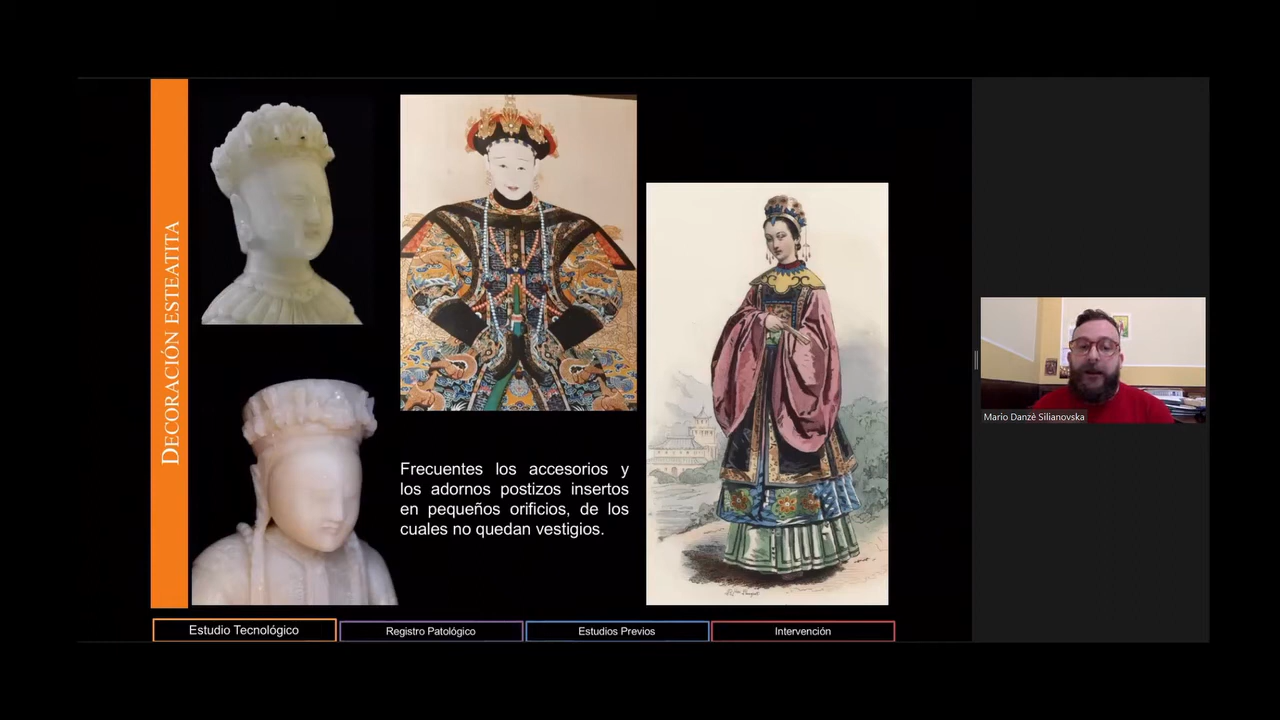 DECORACIÓN ESTEATITA
Frecuentes los accesorios y
los adornos postizos insertos
en pequeños orificios, de los
cuales no quedan vestigios.
Mario Danzè Silianovska
Estudio Tecnológico
Registro Patológico
Estudios Previos
Intervención